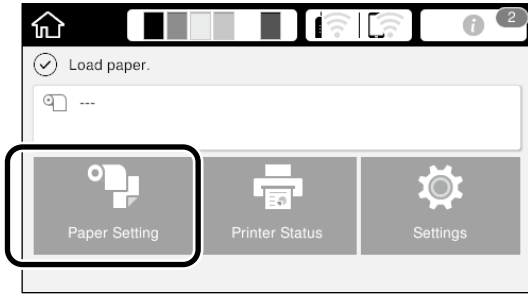 2
Load paper.
---
Paper Setting
Printer Status
Settings